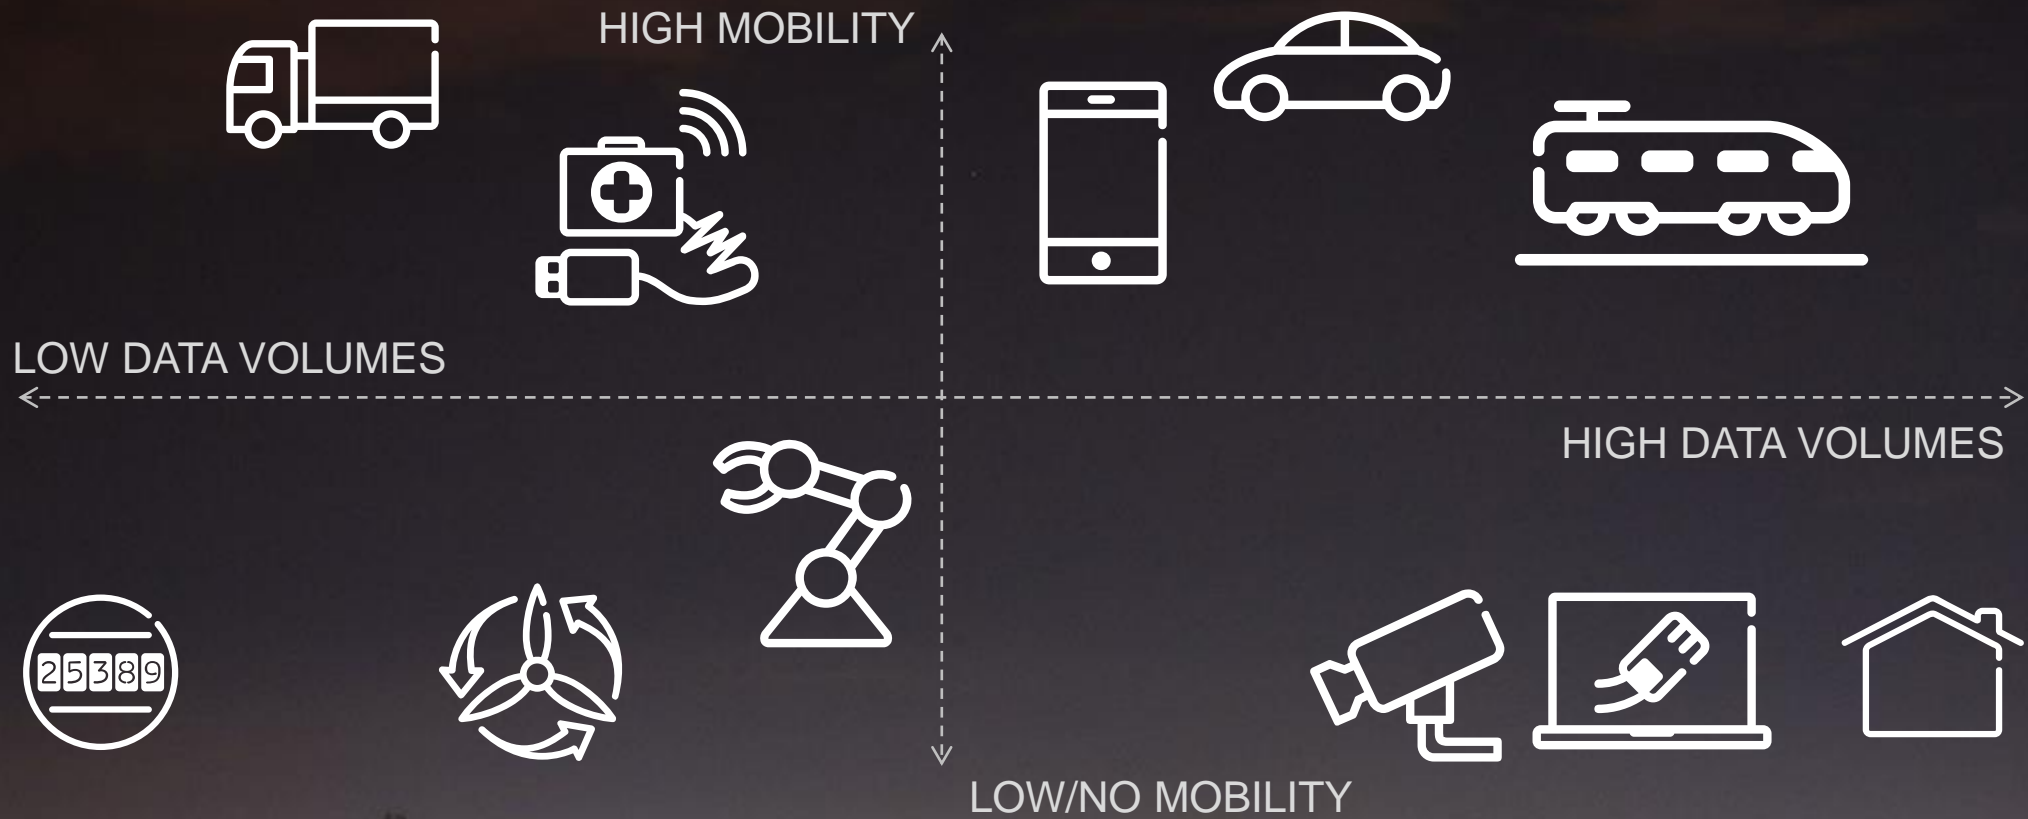 HIGH MOBILITY
LOW DATA VOLUMES
HIGH DATA VOLUMES
25389
LOW/NO MOBILITY